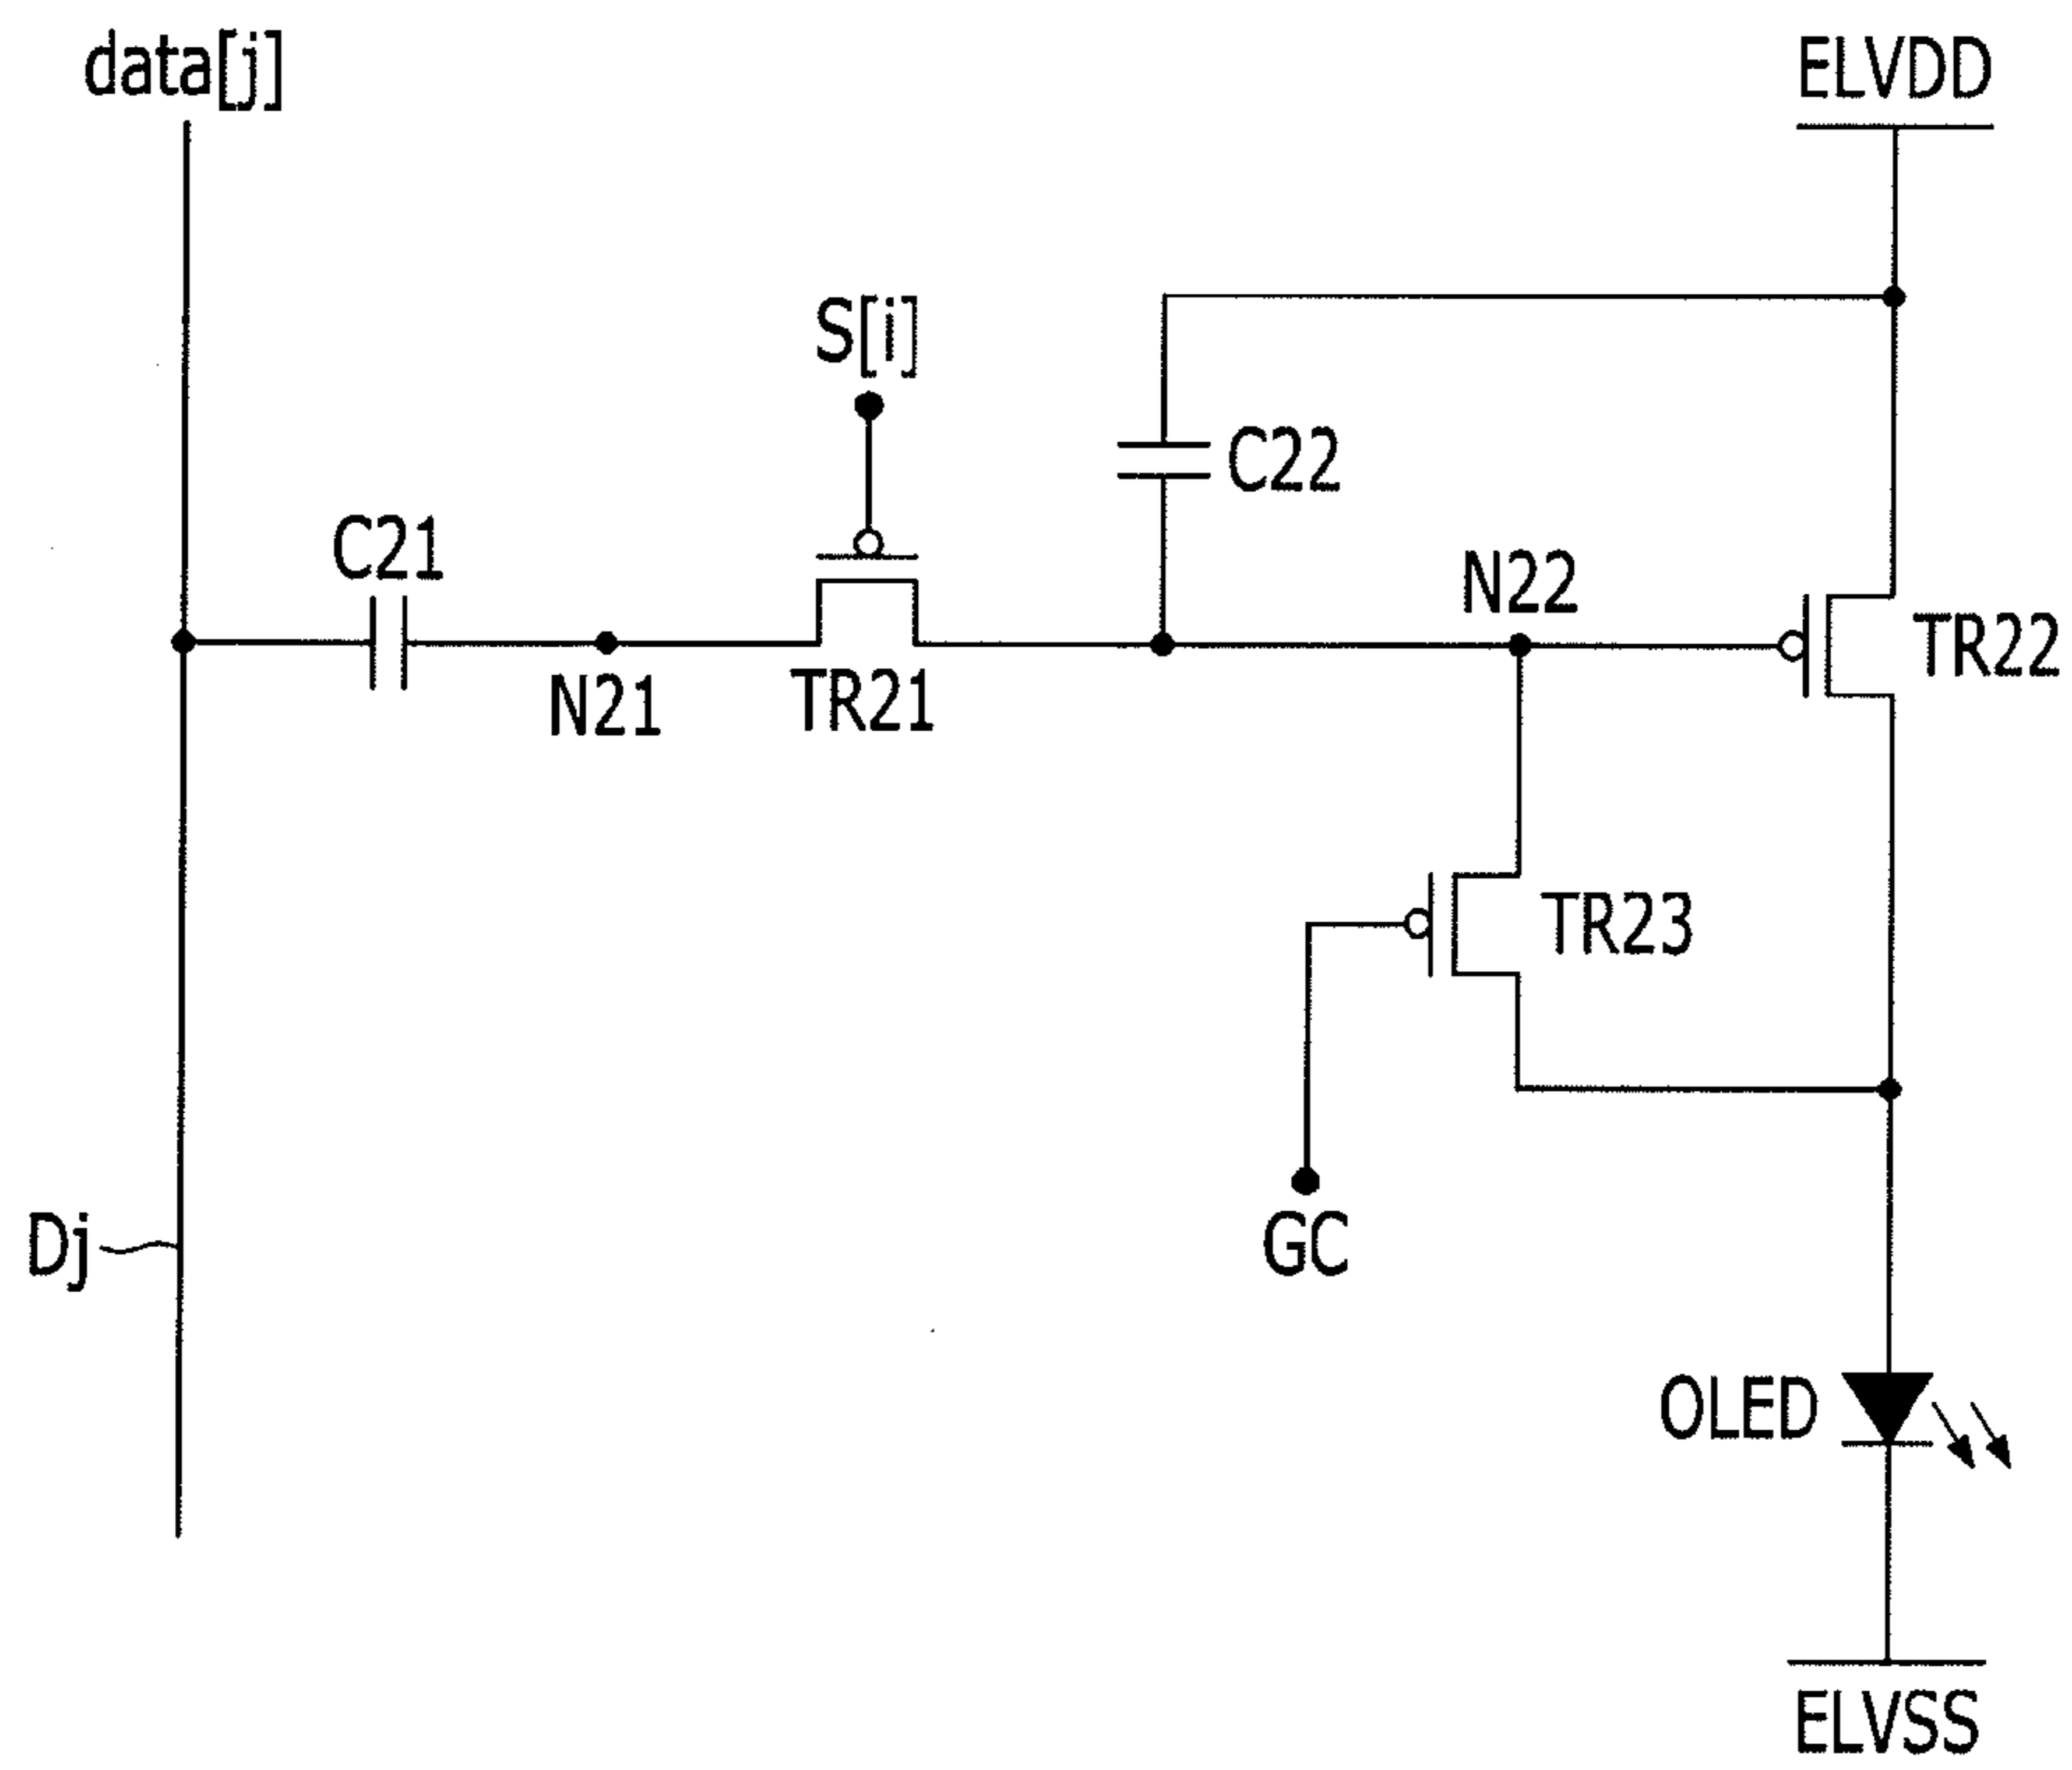 data[j]
ELVDD
S[i]
C22
C21
N22
TR22
N21
TR21
TR23
Dj
GC
OLED
ELVSS